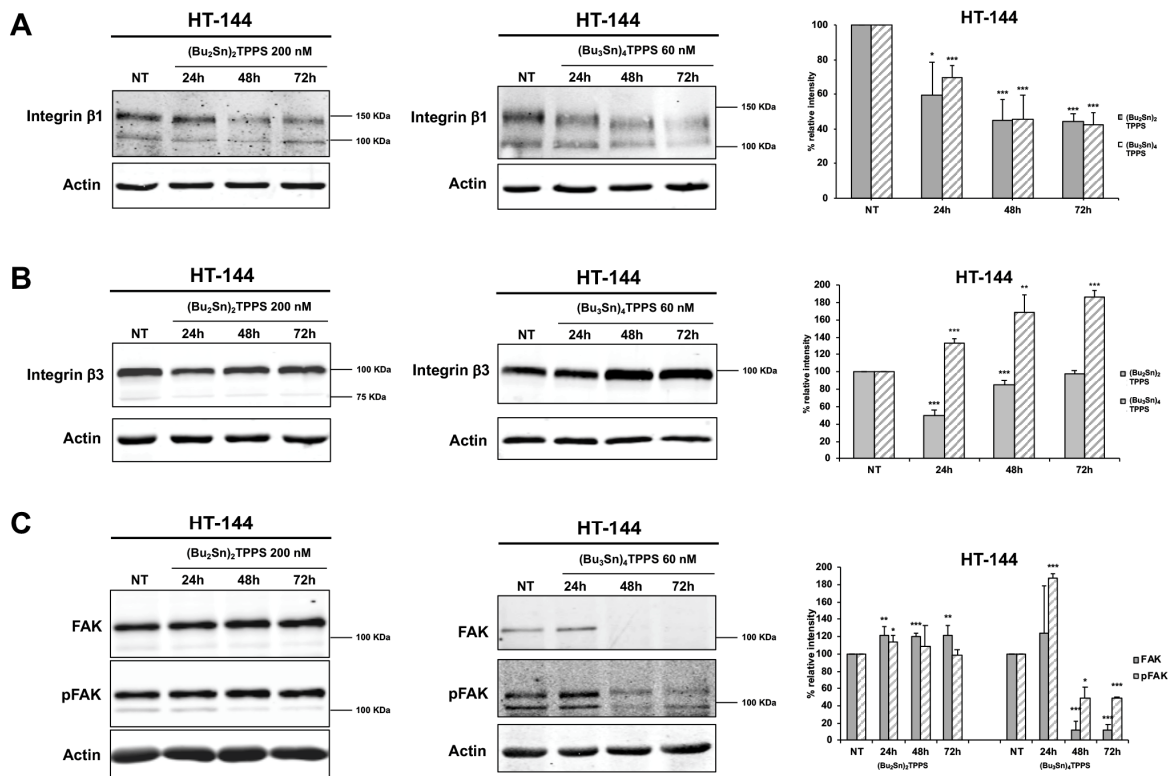 A
HT-144
(Bu₂Sn)₂TPPS 200 nM
NT 24h 48h 72h
Integrin β1
150 KDa
100 KDa
Actin
HT-144
(Bu₃Sn)₄TPPS 60 nM
NT 24h 48h 72h
Integrin β1
150 KDa
100 KDa
Actin
HT-144
% relative intensity
100
80
60
40
20
0
* ***
*** ***
*** ***
NT 24h 48h 72h
(Bu₂Sn)₂
TPPS
(Bu₃Sn)₄
TPPS
B
HT-144
(Bu₂Sn)₂TPPS 200 nM
NT 24h 48h 72h
Integrin β3
100 KDa
75 KDa
Actin
HT-144
(Bu₃Sn)₄TPPS 60 nM
NT 24h 48h 72h
Integrin β3
100 KDa
Actin
HT-144
% relative intensity
200
180
160
140
120
100
80
60
40
20
0
*** ***
*** **
***
NT 24h 48h 72h
(Bu₂Sn)₂
TPPS
(Bu₃Sn)₄
TPPS
C
HT-144
(Bu₂Sn)₂TPPS 200 nM
NT 24h 48h 72h
FAK
100 KDa
pFAK
100 KDa
Actin
HT-144
(Bu₃Sn)₄TPPS 60 nM
NT 24h 48h 72h
FAK
100 KDa
pFAK
100 KDa
Actin
HT-144
% relative intensity
200
180
160
140
120
100
80
60
40
20
0
** * *** ** *** *** * *** ***
NT 24h 48h 72h NT 24h 48h 72h
(Bu₂Sn)₂TPPS (Bu₃Sn)₄TPPS
FAK
pFAK